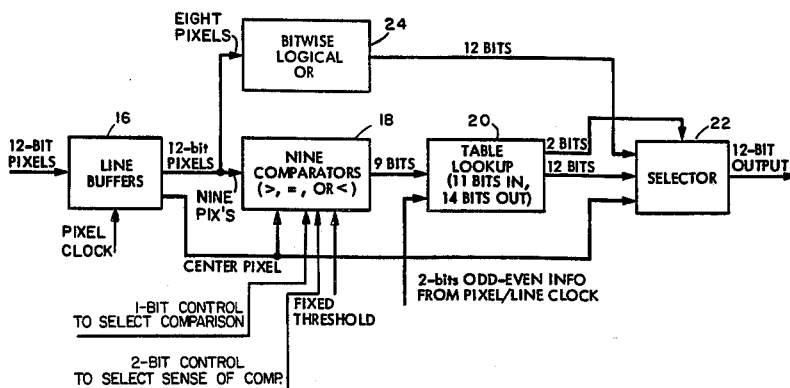 EIGHT
PIXELS
24
BITWISE
LOGICAL
OR
12 BITS
16
18
20
22
12-BIT
PIXELS
LINE
BUFFERS
12-bit
PIXELS
NINE
COMPARATORS
(>, =, OR <)
9 BITS
TABLE
LOOKUP
(11 BITS IN,
14 BITS OUT)
2 BITS
12 BITS
SELECTOR
12-BIT
OUTPUT
NINE
PIX'S
PIXEL
CLOCK
CENTER PIXEL
1-BIT CONTROL
TO SELECT COMPARISON
FIXED
THRESHOLD
2-bits ODD-EVEN INFO
FROM PIXEL/LINE CLOCK
2-BIT CONTROL
TO SELECT SENSE OF COMP.